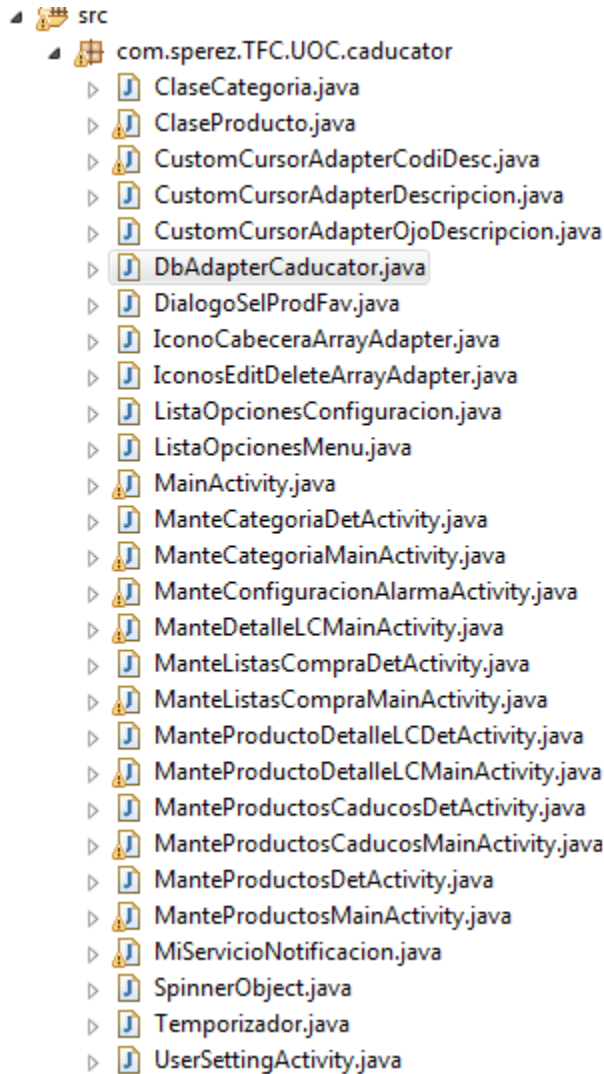 src
com.sperez.TFC.UOC.caducator
ClaseCategoria.java
ClaseProducto.java
CustomCursorAdapterCodiDesc.java
CustomCursorAdapterDescripcion.java
CustomCursorAdapterOjoDescripcion.java
DbAdapterCaducator.java
DialogoSelProdFav.java
IconoCabeceraArrayAdapter.java
IconosEditDeleteArrayAdapter.java
ListaOpcionesConfiguracion.java
ListaOpcionesMenu.java
MainActivity.java
ManteCategoriaDetActivity.java
ManteCategoriaMainActivity.java
ManteConfiguracionAlarmaActivity.java
ManteDetalleLCMainActivity.java
ManteListasCompraDetActivity.java
ManteListasCompraMainActivity.java
ManteProductoDetalleLCDetActivity.java
ManteProductoDetalleLCMainActivity.java
ManteProductosCaducosDetActivity.java
ManteProductosCaducosMainActivity.java
ManteProductosDetActivity.java
ManteProductosMainActivity.java
MiServicioNotificacion.java
SpinnerObject.java
Temporizador.java
UserSettingActivity.java